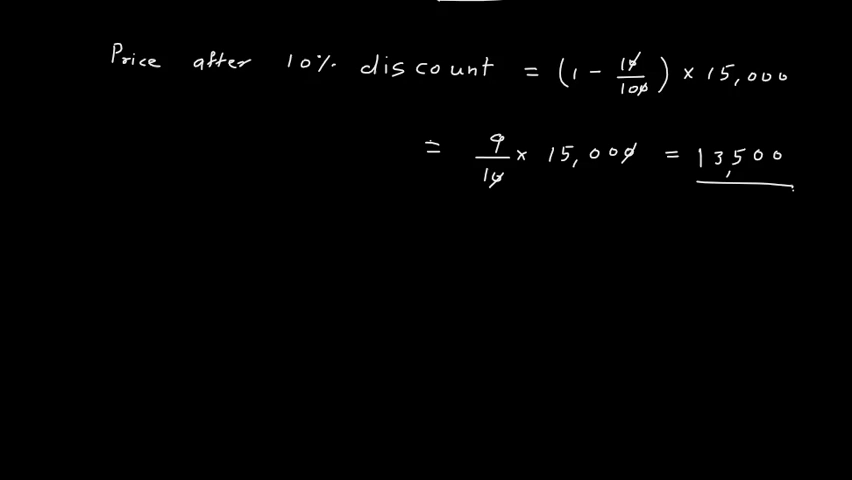 Price after 10% discount = (1 - 10/100) × 15,000
= 9/10 × 15,000 = 13,500